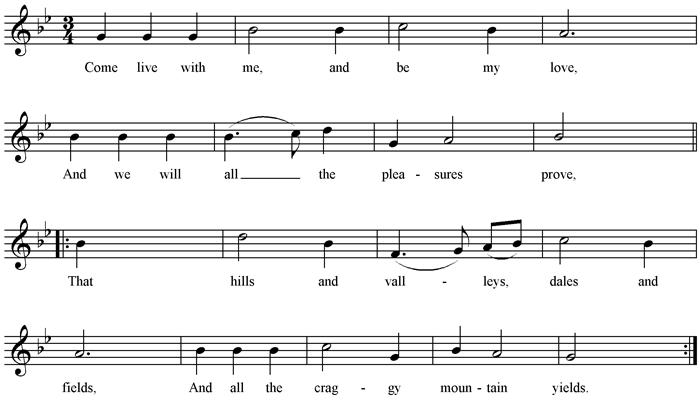 3
4
Come live with me, and be my love,
And we will all the plea - sures prove,
That hills and vall - leys, dales and
fields, And all the crag - gy moun - tain yields.